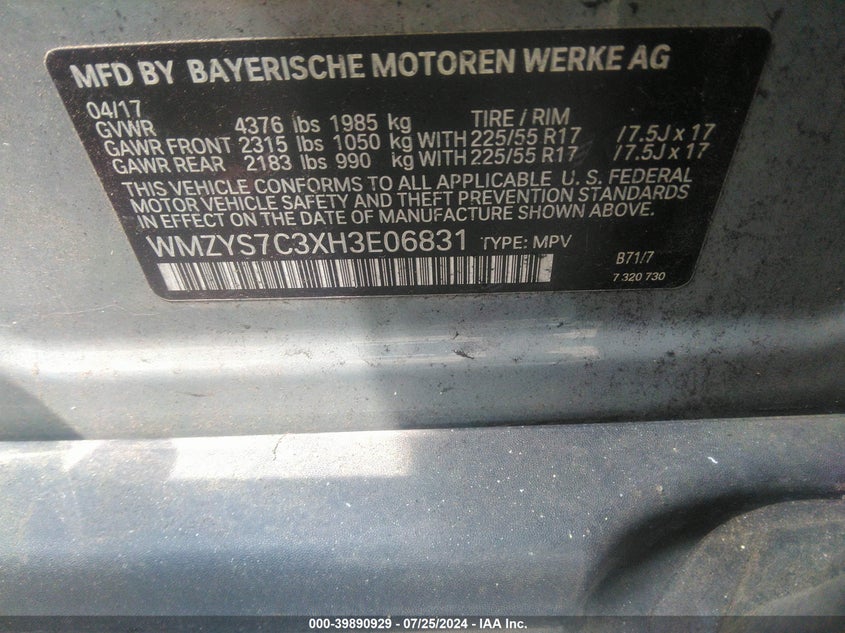 MFD BY BAYERISCHE MOTOREN WERKE AG
04/17 TIRE / RIM
GVWR 4376 lbs 1985 kg
GAWR FRONT 2315 lbs 1050 kg WITH 225/55 R17 / 7.5J x 17
GAWR REAR 2183 lbs 990 kg WITH 225/55 R17 / 7.5J x 17
THIS VEHICLE CONFORMS TO ALL APPLICABLE U. S. FEDERAL
MOTOR VEHICLE SAFETY AND THEFT PREVENTION STANDARDS
IN EFFECT ON THE DATE OF MANUFACTURE SHOWN ABOVE
WMZYS7C3XH3E06831 TYPE: MPV
B71/7
7 320 730
000-39890929 / 07/25/2024 - IAA Inc.